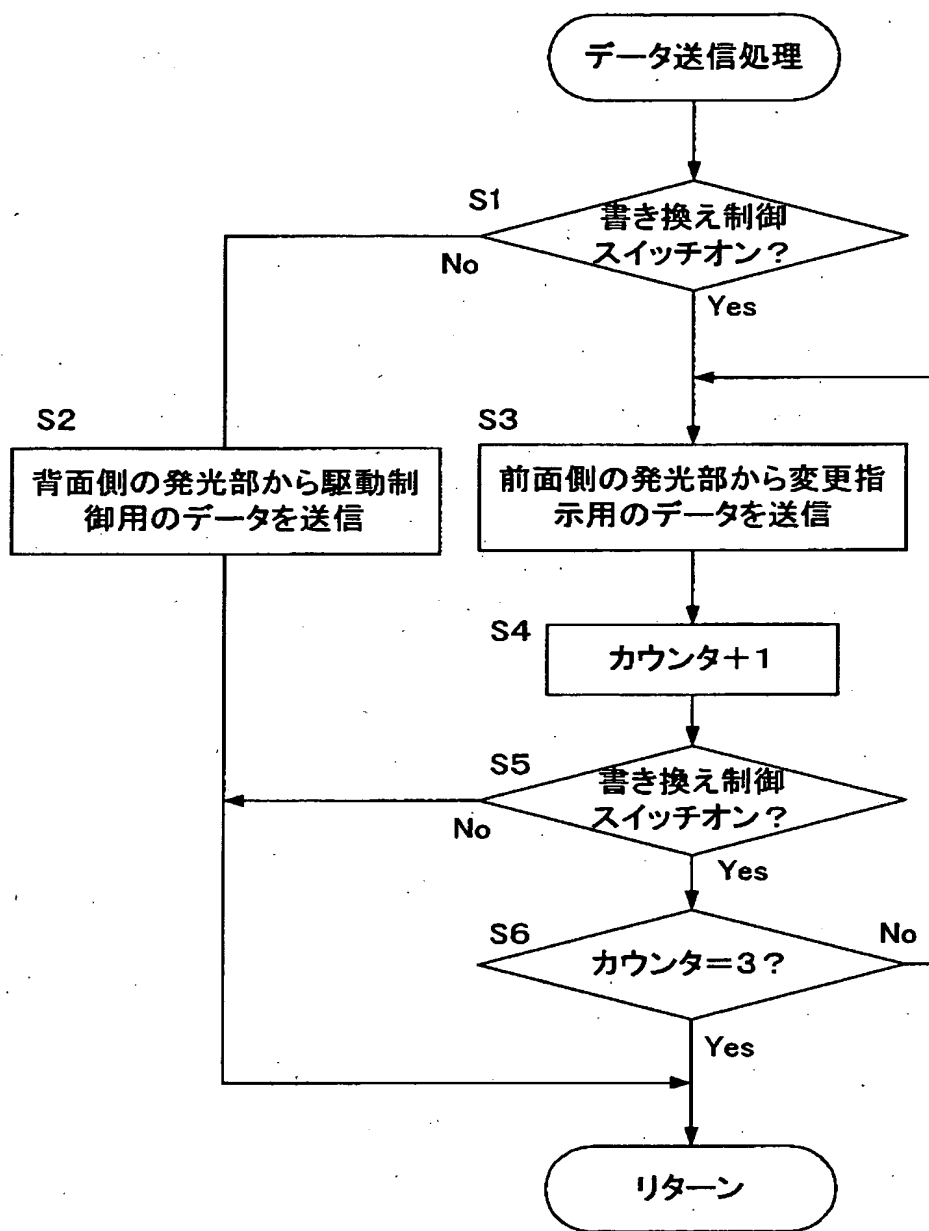 データ送信処理
S1
書き換え制御
スイッチオン？
No
Yes
S2
背面側の発光部から駆動制
御用のデータを送信
S3
前面側の発光部から変更指
示用のデータを送信
S4
カウンタ＋１
S5
書き換え制御
スイッチオン？
No
Yes
S6
カウンタ＝３？
No
Yes
リターン